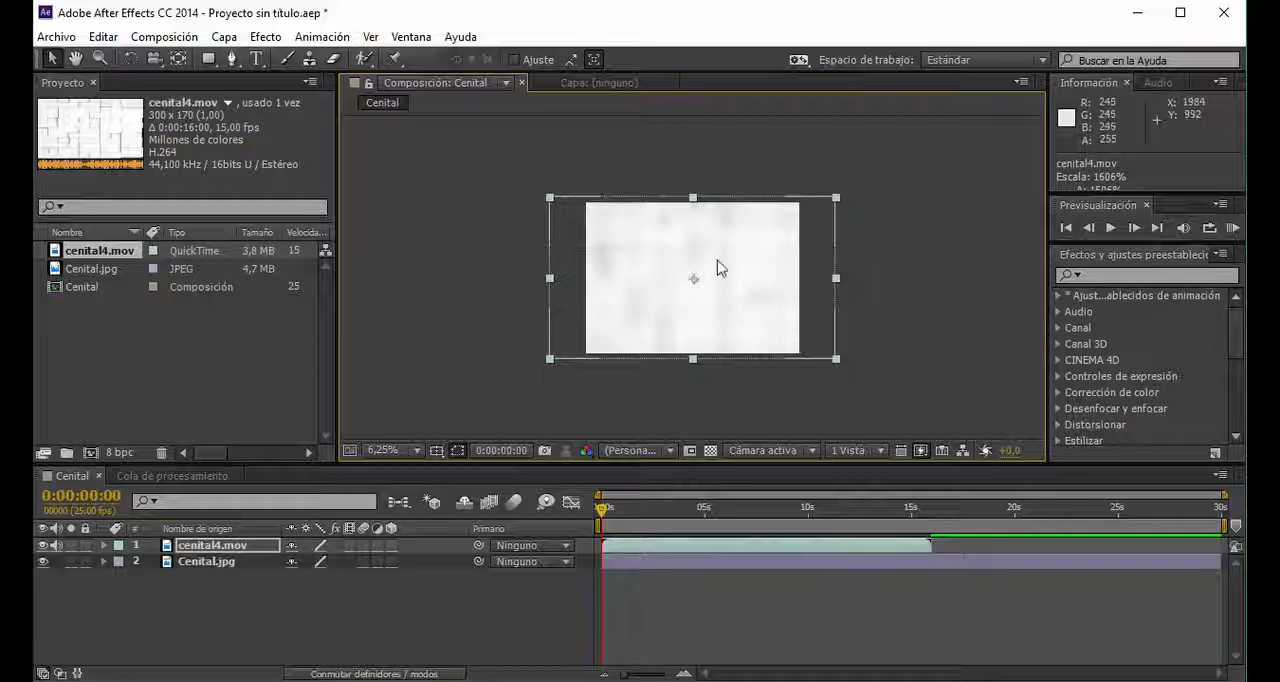 Ae Adobe After Effects CC 2014 - Proyecto sin título.aep *
Archivo Editar Composición Capa Efecto Animación Ver Ventana Ayuda
Ajuste Espacio de trabajo: Estándar Buscar en la Ayuda
Proyecto
cenital4.mov , usado 1 vez
300 x 170 (1,00)
Δ 0:00:16:00, 15,00 fps
Millones de colores
H.264
44,100 kHz / 16bits U / Estéreo
Nombre Tipo Tamaño Velocida...
cenital4.mov QuickTime 3,8 MB 15
Cenital.jpg JPEG 4,7 MB
Cenital Composición 25
8 bpc
Composición: Cenital Capa: (ninguno)
Cenital
6,25% 0:00:00:00 (Persona... Cámara activa 1 Vista +0,0
Información Audio
R: 245
G: 245
B: 245
A: 255
X: 1984
Y: 992
cenital4.mov
Escala: 1606%
Previsualización
Efectos y ajustes preestablecic
* Ajust...ablecidos de animación
Audio
Canal
Canal 3D
CINEMA 4D
Controles de expresión
Corrección de color
Desenfocar y enfocar
Distorsionar
Estilizar
Cenital Cola de procesamiento
0:00:00:00
00000 (25.00 fps)
05s 10s 15s 20s 25s 30s
# Nombre de origen fx Primario
1 cenital4.mov Ninguno
2 Cenital.jpg Ninguno
Conmutar definidores / modos